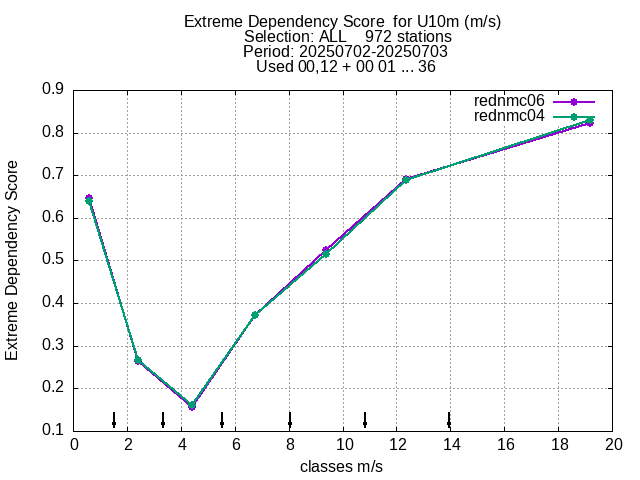 Extreme Dependency Score  for U10m (m/s)
Selection: ALL    972 stations
Period: 20250702-20250703
Used 00,12 + 00 01 ... 36
rednmc06
rednmc04
0.9
0.8
0.7
0.6
0.5
0.4
0.3
0.2
0.1
Extreme Dependency Score
0 2 4 6 8 10 12 14 16 18 20
classes m/s